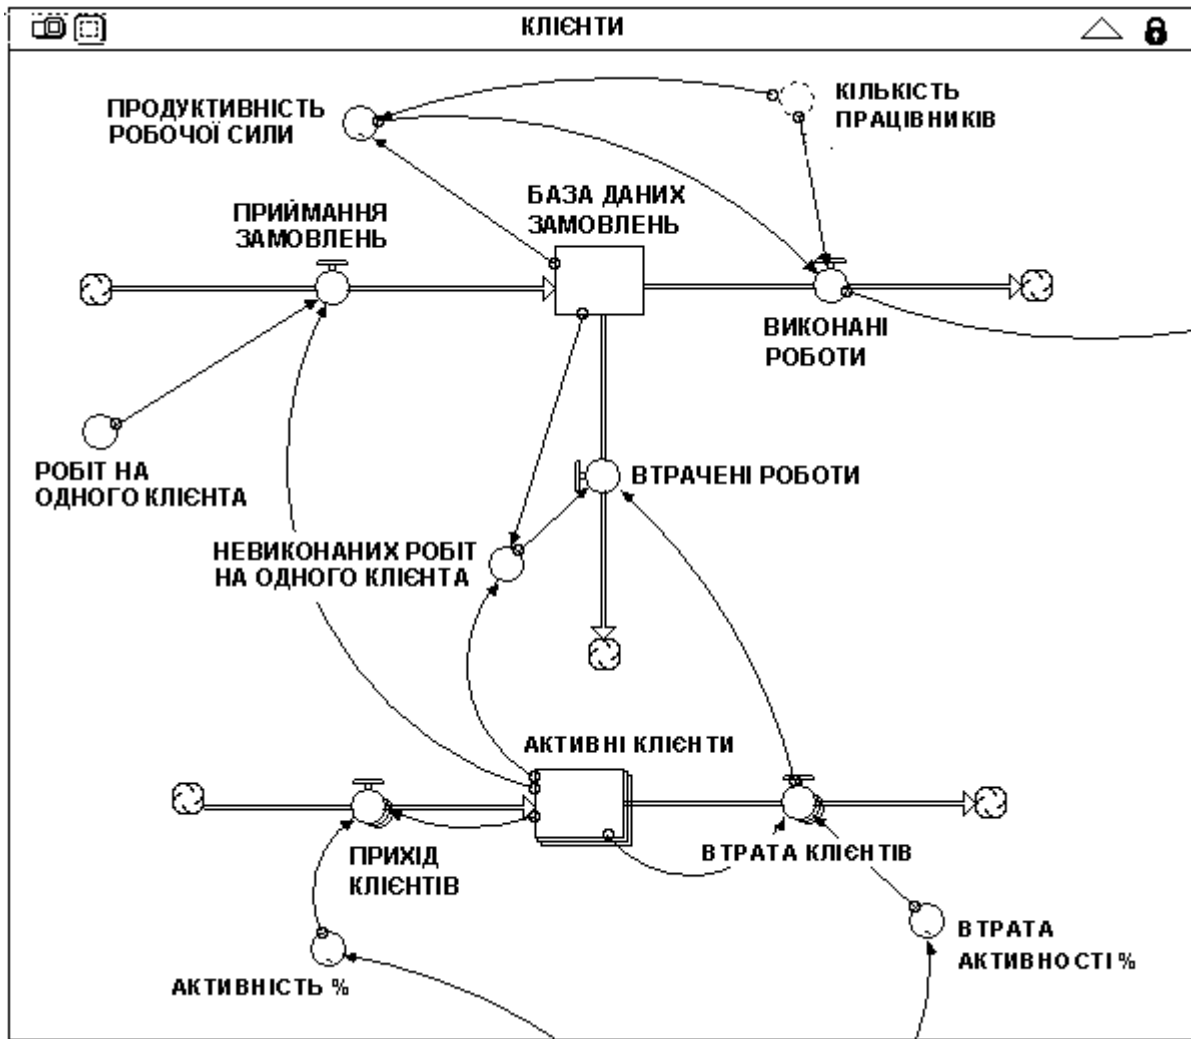 КЛІЄНТИ
ПРОДУКТИВНІСТЬ
РОБОЧОЇ СИЛИ
КІЛЬКІСТЬ
ПРАЦІВНИКІВ
ПРИЙМАННЯ
ЗАМОВЛЕНЬ
БАЗА ДАНИХ
ЗАМОВЛЕНЬ
ВИКОНАНІ
РОБОТИ
РОБІТ НА
ОДНОГО КЛІЄНТА
ВТРАЧЕНІ РОБОТИ
НЕВИКОНАНИХ РОБІТ
НА ОДНОГО КЛІЄНТА
АКТИВНІ КЛІЄНТИ
ПРИХІД
КЛІЄНТІВ
ВТРАТА КЛІЄНТІВ
ВТРАТА
АКТИВНОСТІ %
АКТИВНІСТЬ %